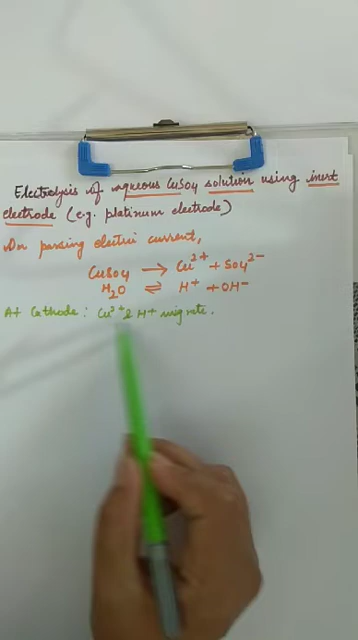 Electrolysis of aqueous CuSO4 solution using inert
electrode (e.g. platinum electrode)
On passing electric current,
CuSO4 → Cu²⁺ + SO4²⁻
H₂O ⇌ H⁺ + OH⁻
At Cathode: Cu²⁺ & H⁺ migrate.